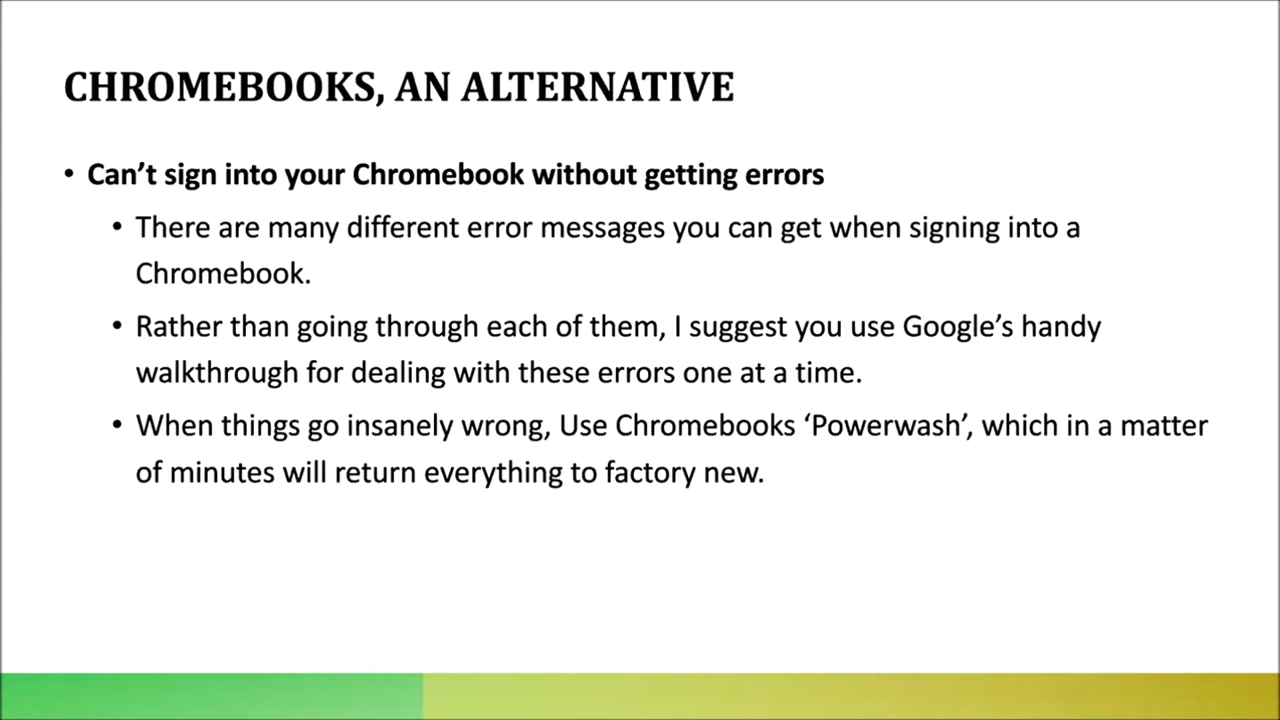 CHROMEBOOKS, AN ALTERNATIVE
• Can’t sign into your Chromebook without getting errors
• There are many different error messages you can get when signing into a
Chromebook.
• Rather than going through each of them, I suggest you use Google’s handy
walkthrough for dealing with these errors one at a time.
• When things go insanely wrong, Use Chromebooks ‘Powerwash’, which in a matter
of minutes will return everything to factory new.